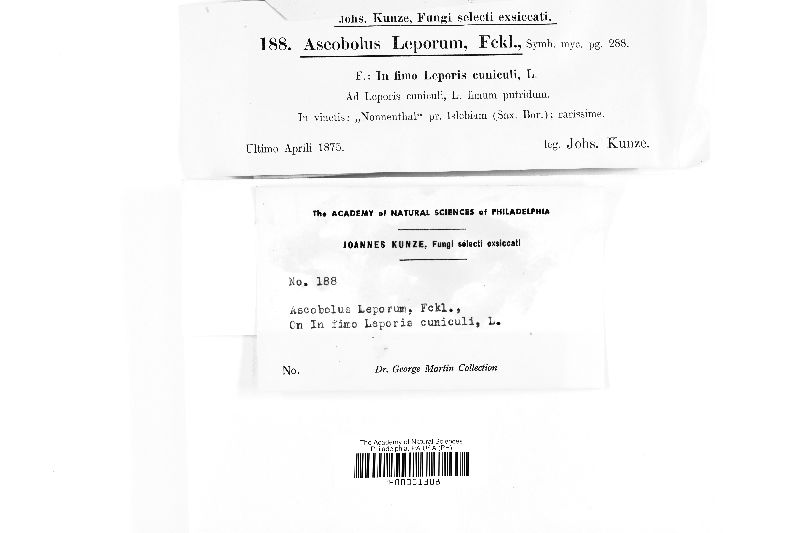 Johs. Kunze, Fungi selecti exsiccati.
188. Ascobolus Leporum, Fckl., Symb. myc. pg. 288.
F.: In fimo Leporis cuniculi, L.
Ad Leporis cuniculi, L. fimum putridum.
In vinetis: „Nonnenthal“ pr. Islebiam (Sax. Bor.); rarissime.
Ultimo Aprili 1875. leg. Johs. Kunze.
The ACADEMY of NATURAL SCIENCES of PHILADELPHIA
JOANNES KUNZE, Fungi selecti exsiccati
No. 188
Ascobolus Leporum, Fckl.,
On In fimo Leporis cuniculi, L.
No. Dr. George Martin Collection
The Academy of Natural Sciences
Philadelphia, PA USA (PH)